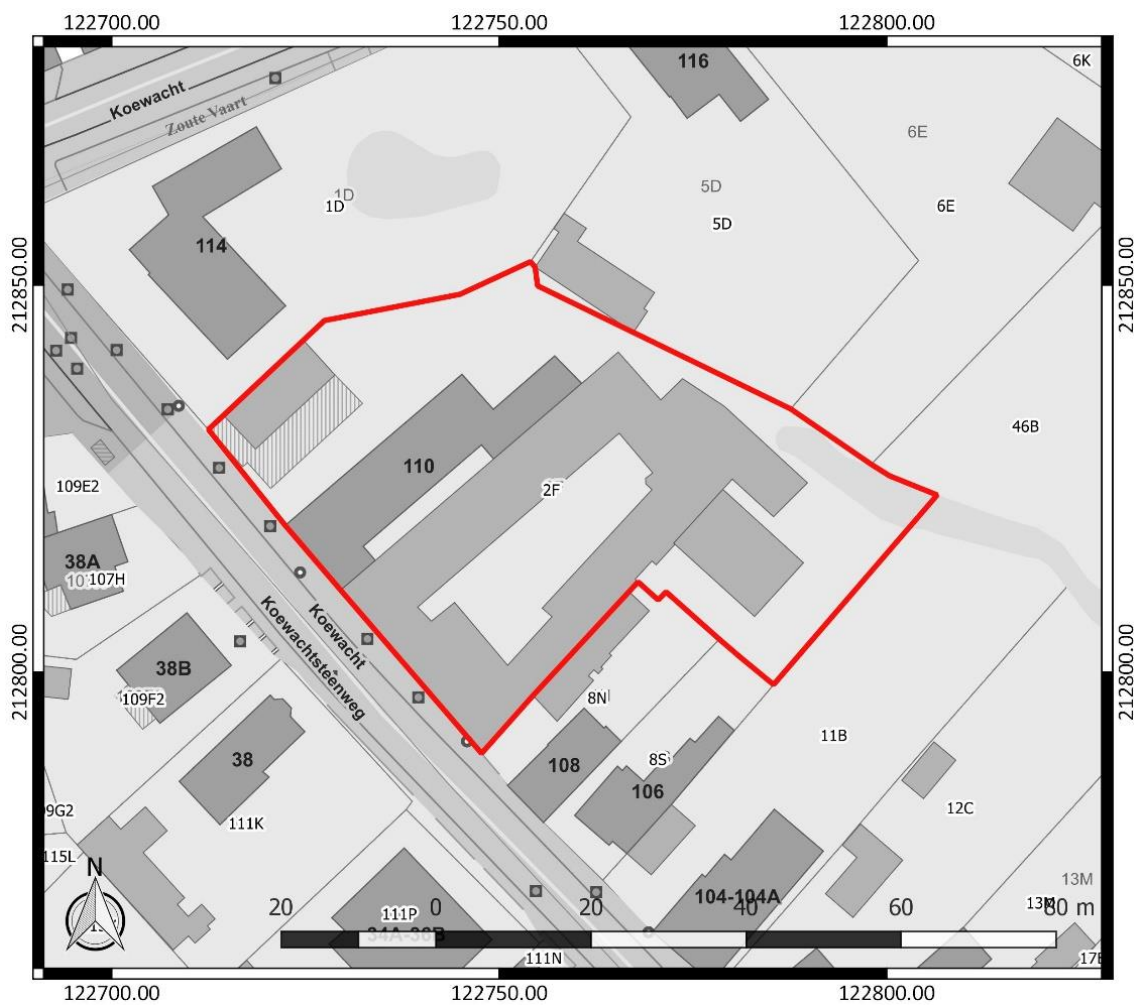 122700.00
122750.00
122800.00
212850.00
212800.00
212850.00
212800.00
Koewacht
Zoute Vaart
116
6K
6E
6E
1D
1D
5D
5D
114
46B
110
2F
109E2
38A
107H
Koewacht
Koewachtsteenweg
38B
109F2
8N
11B
38
108
8S
106
111K
12C
115L
N
13M
13M
104-104A
20
0
20
40
60
80 m
111P
34A-36B
111N
122700.00
122750.00
122800.00